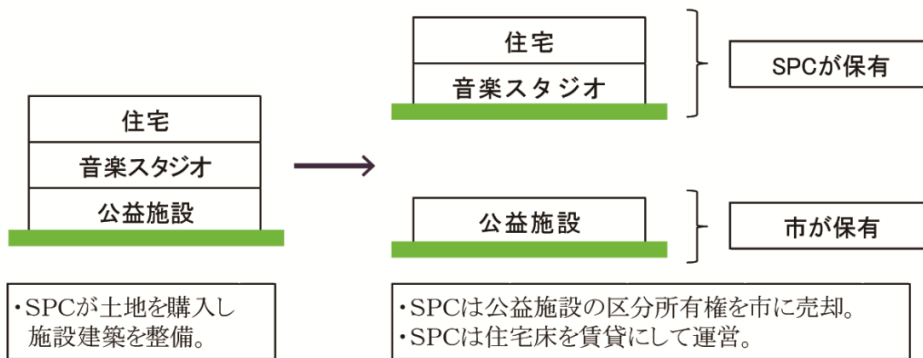 住宅
音楽スタジオ
公益施設
・SPCが土地を購入し
施設建築を整備。
住宅
音楽スタジオ
SPCが保有
公益施設
市が保有
・SPCは公益施設の区分所有権を市に売却。
・SPCは住宅床を賃貸にして運営。